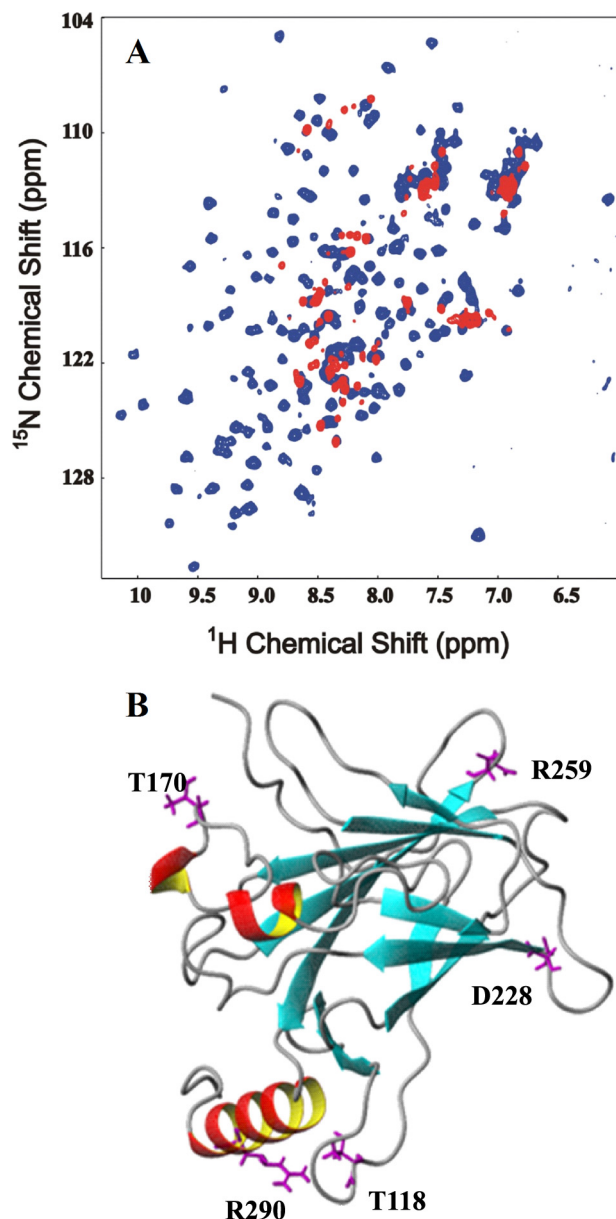 A
104
110
116
122
128
¹⁵N Chemical Shift (ppm)
10 9.5 9.0 8.5 8.0 7.5 7.0 6.5
¹H Chemical Shift (ppm)
B
T170
R259
D228
R290
T118